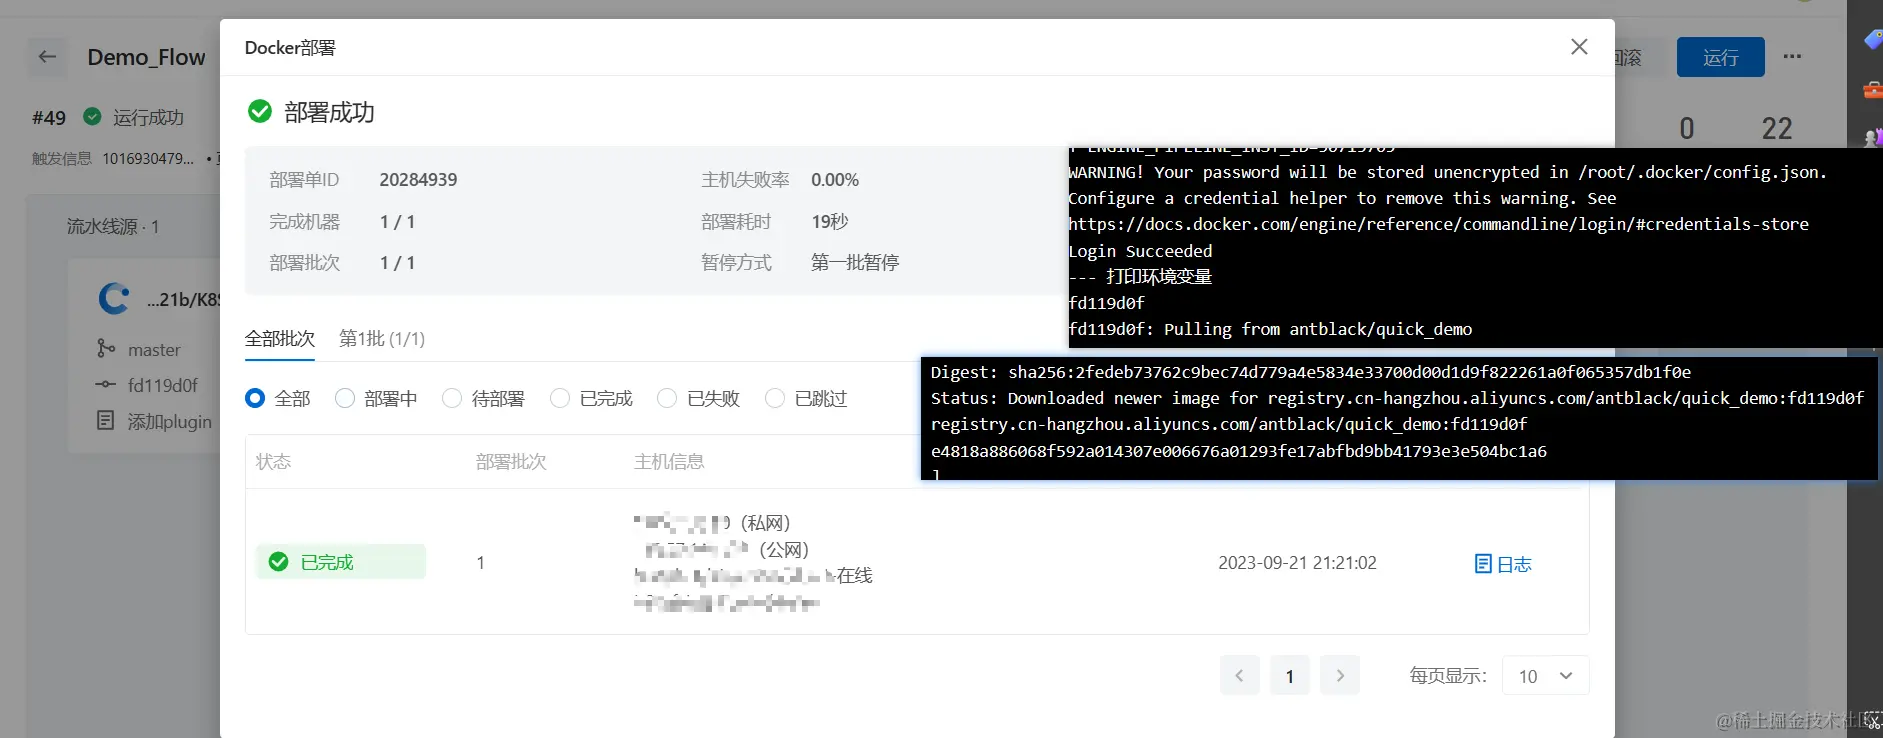 Demo_Flow
#49 运行成功
触发信息 1016930479... •
流水线源 · 1
...21b/K8S
master
fd119d0f
添加plugin
回滚
运行
0 22
Docker部署
部署成功
部署单ID 20284939 主机失败率 0.00%
完成机器 1 / 1 部署耗时 19秒
部署批次 1 / 1 暂停方式 第一批暂停
全部批次 第1批 (1/1)
全部 部署中 待部署 已完成 已失败 已跳过
状态 部署批次 主机信息
已完成 1
(私网)
(公网)
在线
2023-09-21 21:21:02 日志
1 每页显示: 10
WARNING! Your password will be stored unencrypted in /root/.docker/config.json.
Configure a credential helper to remove this warning. See
https://docs.docker.com/engine/reference/commandline/login/#credentials-store
Login Succeeded
--- 打印环境变量
fd119d0f
fd119d0f: Pulling from antblack/quick_demo
Digest: sha256:2fedeb73762c9bec74d779a4e5834e33700d00d1d9f822261a0f065357db1f0e
Status: Downloaded newer image for registry.cn-hangzhou.aliyuncs.com/antblack/quick_demo:fd119d0f
registry.cn-hangzhou.aliyuncs.com/antblack/quick_demo:fd119d0f
e4818a886068f592a014307e006676a01293fe17abfbd9bb41793e3e504bc1a6
]
@稀土掘金技术社区